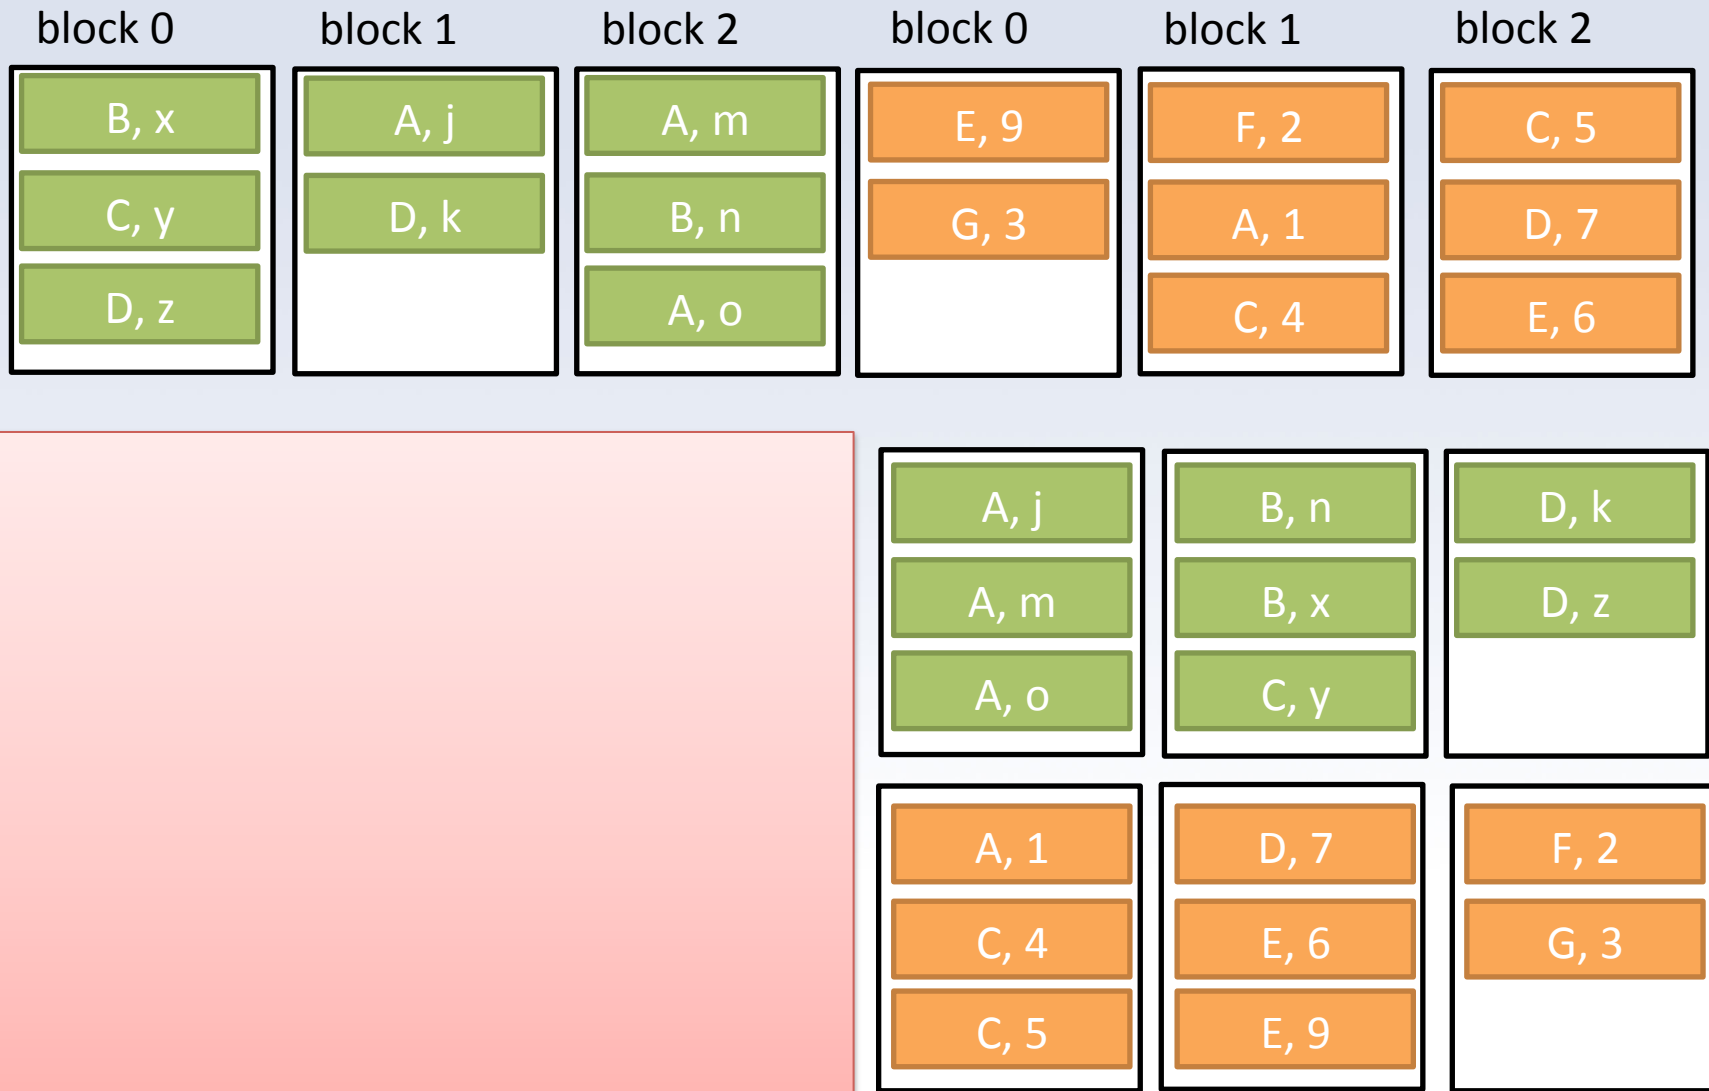 block 0 block 1 block 2 block 0 block 1 block 2
B, x A, j A, m E, 9 F, 2 C, 5
C, y D, k B, n G, 3 A, 1 D, 7
D, z A, o C, 4 E, 6
A, j B, n D, k
A, m B, x D, z
A, o C, y
A, 1 D, 7 F, 2
C, 4 E, 6 G, 3
C, 5 E, 9